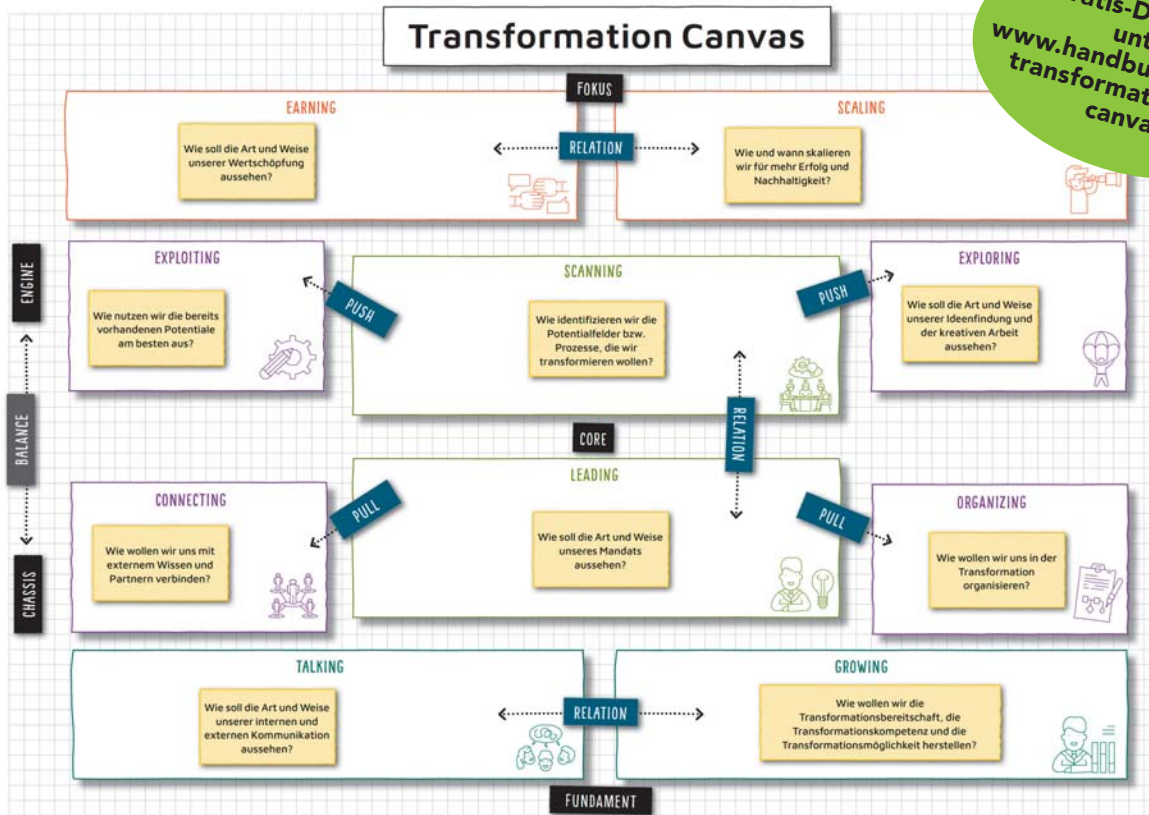 Transformation Canvas
unt
www.handbu
transformat
canva
FOKUS
EARNING
Wie soll die Art und Weise
unserer Wertschöpfung
aussehen?
RELATION
SCALING
Wie und wann skalieren
wir für mehr Erfolg und
Nachhaltigkeit?
ENGINE
BALANCE
CHASSIS
EXPLOITING
Wie nutzen wir die bereits
vorhandenen Potentiale
am besten aus?
PUSH
SCANNING
Wie identifizieren wir die
Potentialfelder bzw.
Prozesse, die wir
transformieren wollen?
PUSH
EXPLORING
Wie soll die Art und Weise
unserer Ideenfindung und
der kreativen Arbeit
aussehen?
CORE
RELATION
CONNECTING
Wie wollen wir uns mit
externem Wissen und
Partnern verbinden?
PULL
LEADING
Wie soll die Art und Weise
unseres Mandats
aussehen?
PULL
ORGANIZING
Wie wollen wir uns in der
Transformation
organisieren?
TALKING
Wie soll die Art und Weise
unserer internen und
externen Kommunikation
aussehen?
RELATION
GROWING
Wie wollen wir die
Transformationsbereitschaft, die
Transformationskompetenz und die
Transformationsmöglichkeit herstellen?
FUNDAMENT